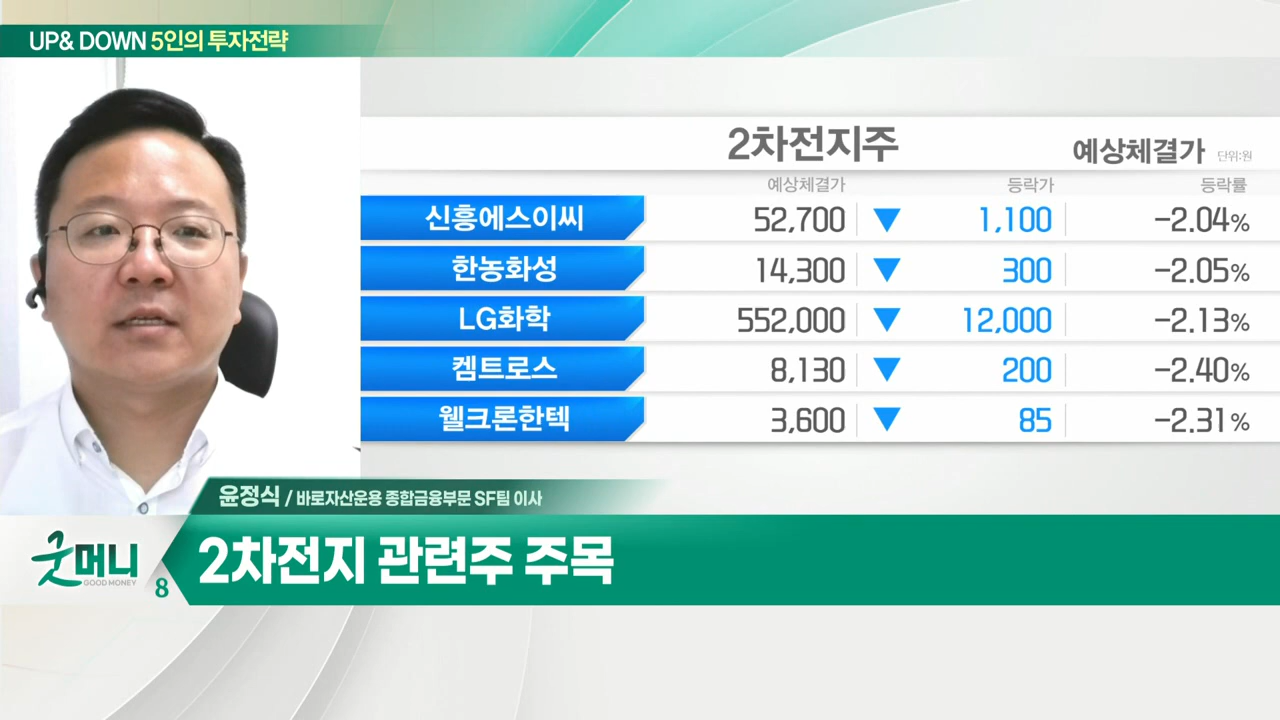 UP& DOWN 5인의 투자전략
2차전지주 예상체결가 단위:원
예상체결가 등락가 등락률
신흥에스이씨 52,700 ▼ 1,100 -2.04%
한농화성 14,300 ▼ 300 -2.05%
LG화학 552,000 ▼ 12,000 -2.13%
켐트로스 8,130 ▼ 200 -2.40%
웰크론한텍 3,600 ▼ 85 -2.31%
윤정식 / 바로자산운용 종합금융부문 SF팀 이사
굿머니
GOOD MONEY
8
2차전지 관련주 주목